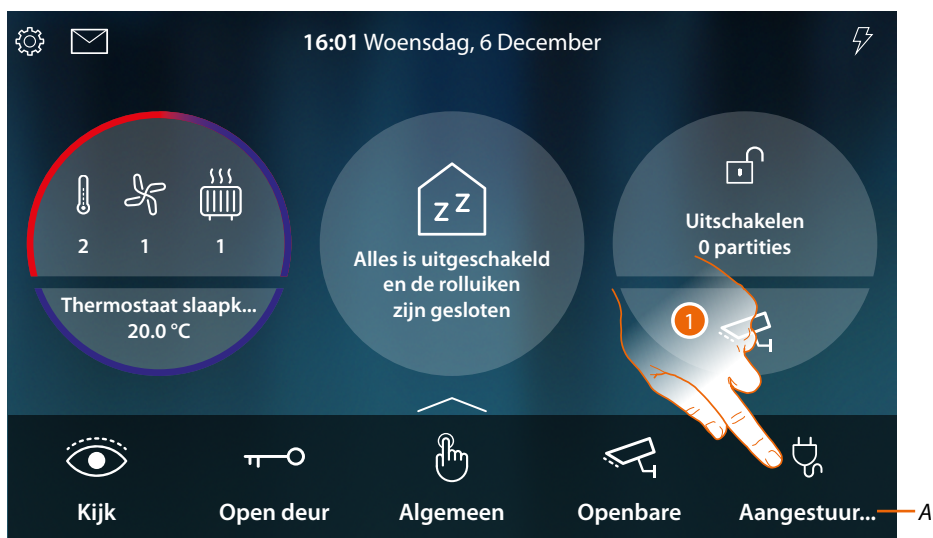 16:01 Woensdag, 6 December
2 1 1
Thermostaat slaapk...
20.0 °C
z Z
Alles is uitgeschakeld
en de rolluiken
zijn gesloten
Uitschakelen
0 partities
1
Kijk
Open deur
Algemeen
Openbare
Aangestuur...
A